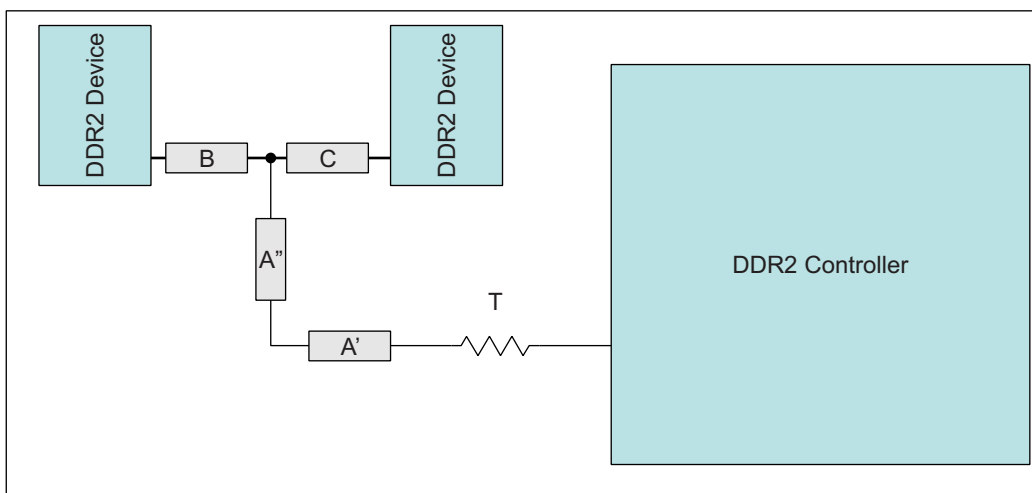 DDR2 Device
DDR2 Device
B
C
A”
T
A'
DDR2 Controller